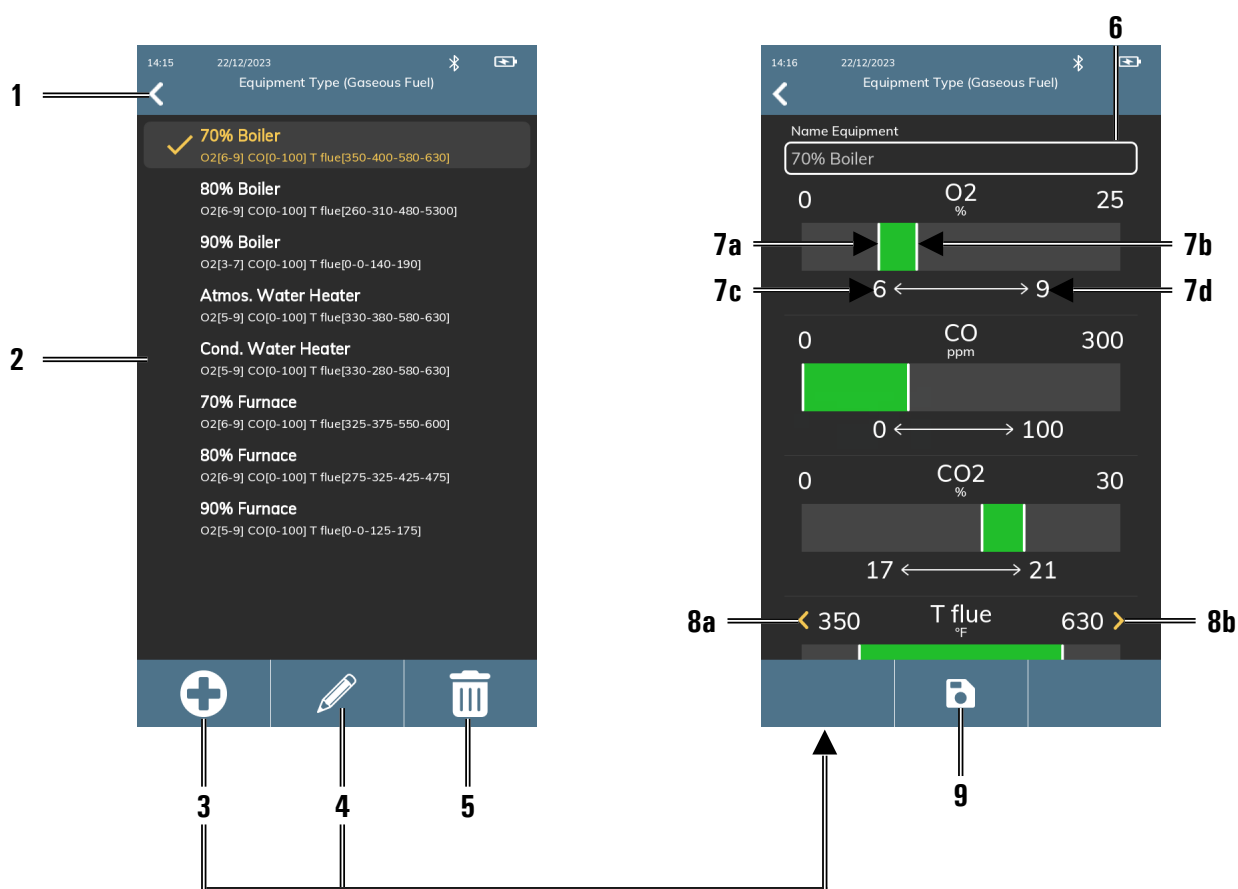 6
14:15 22/12/2023
Equipment Type (Gaseous Fuel)
1
70% Boiler
O2[6-9] CO[0-100] T flue[350-400-580-630]
80% Boiler
O2[6-9] CO[0-100] T flue[260-310-480-5300]
90% Boiler
O2[3-7] CO[0-100] T flue[0-0-140-190]
Atmos. Water Heater
O2[5-9] CO[0-100] T flue[330-380-580-630]
2
Cond. Water Heater
O2[5-9] CO[0-100] T flue[330-280-580-630]
70% Furnace
O2[6-9] CO[0-100] T flue[325-375-550-600]
80% Furnace
O2[6-9] CO[0-100] T flue[275-325-425-475]
90% Furnace
O2[5-9] CO[0-100] T flue[0-0-125-175]
3 4 5
14:16 22/12/2023
Equipment Type (Gaseous Fuel)
Name Equipment
70% Boiler
0 O2 25
%
7a 7b
7c 6 9 7d
0 CO 300
ppm
0 100
0 CO2 30
%
17 21
8a 350 T flue 630 8b
°F
9